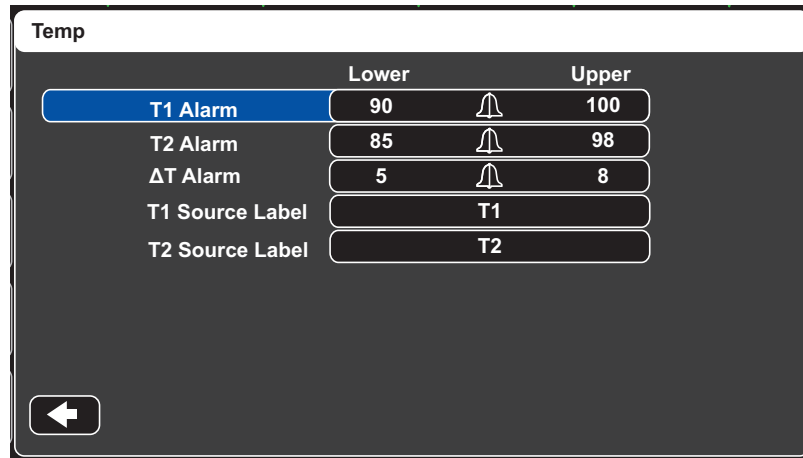 Temp
Lower Upper
T1 Alarm 90 100
T2 Alarm 85 98
ΔT Alarm 5 8
T1 Source Label T1
T2 Source Label T2